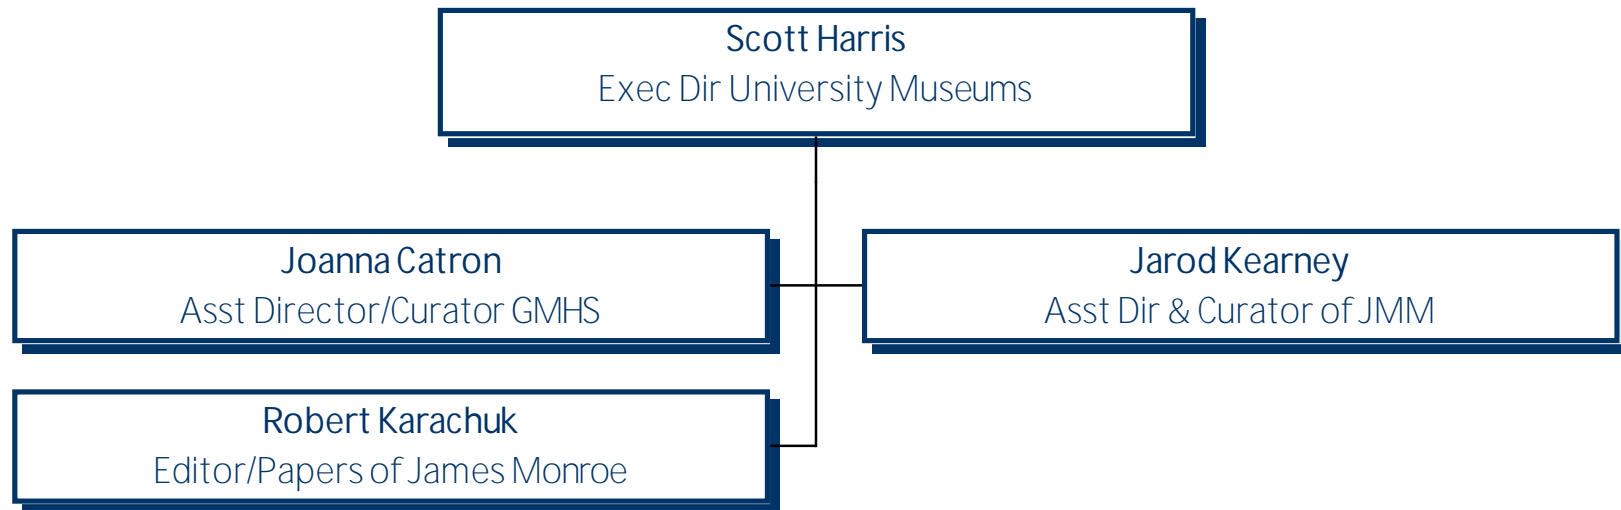 Scott Harris
Exec Dir University Museums
Joanna Catron
Asst Director/Curator GMHS
Jarod Kearney
Asst Dir & Curator of JMM
Robert Karachuk
Editor/Papers of James Monroe